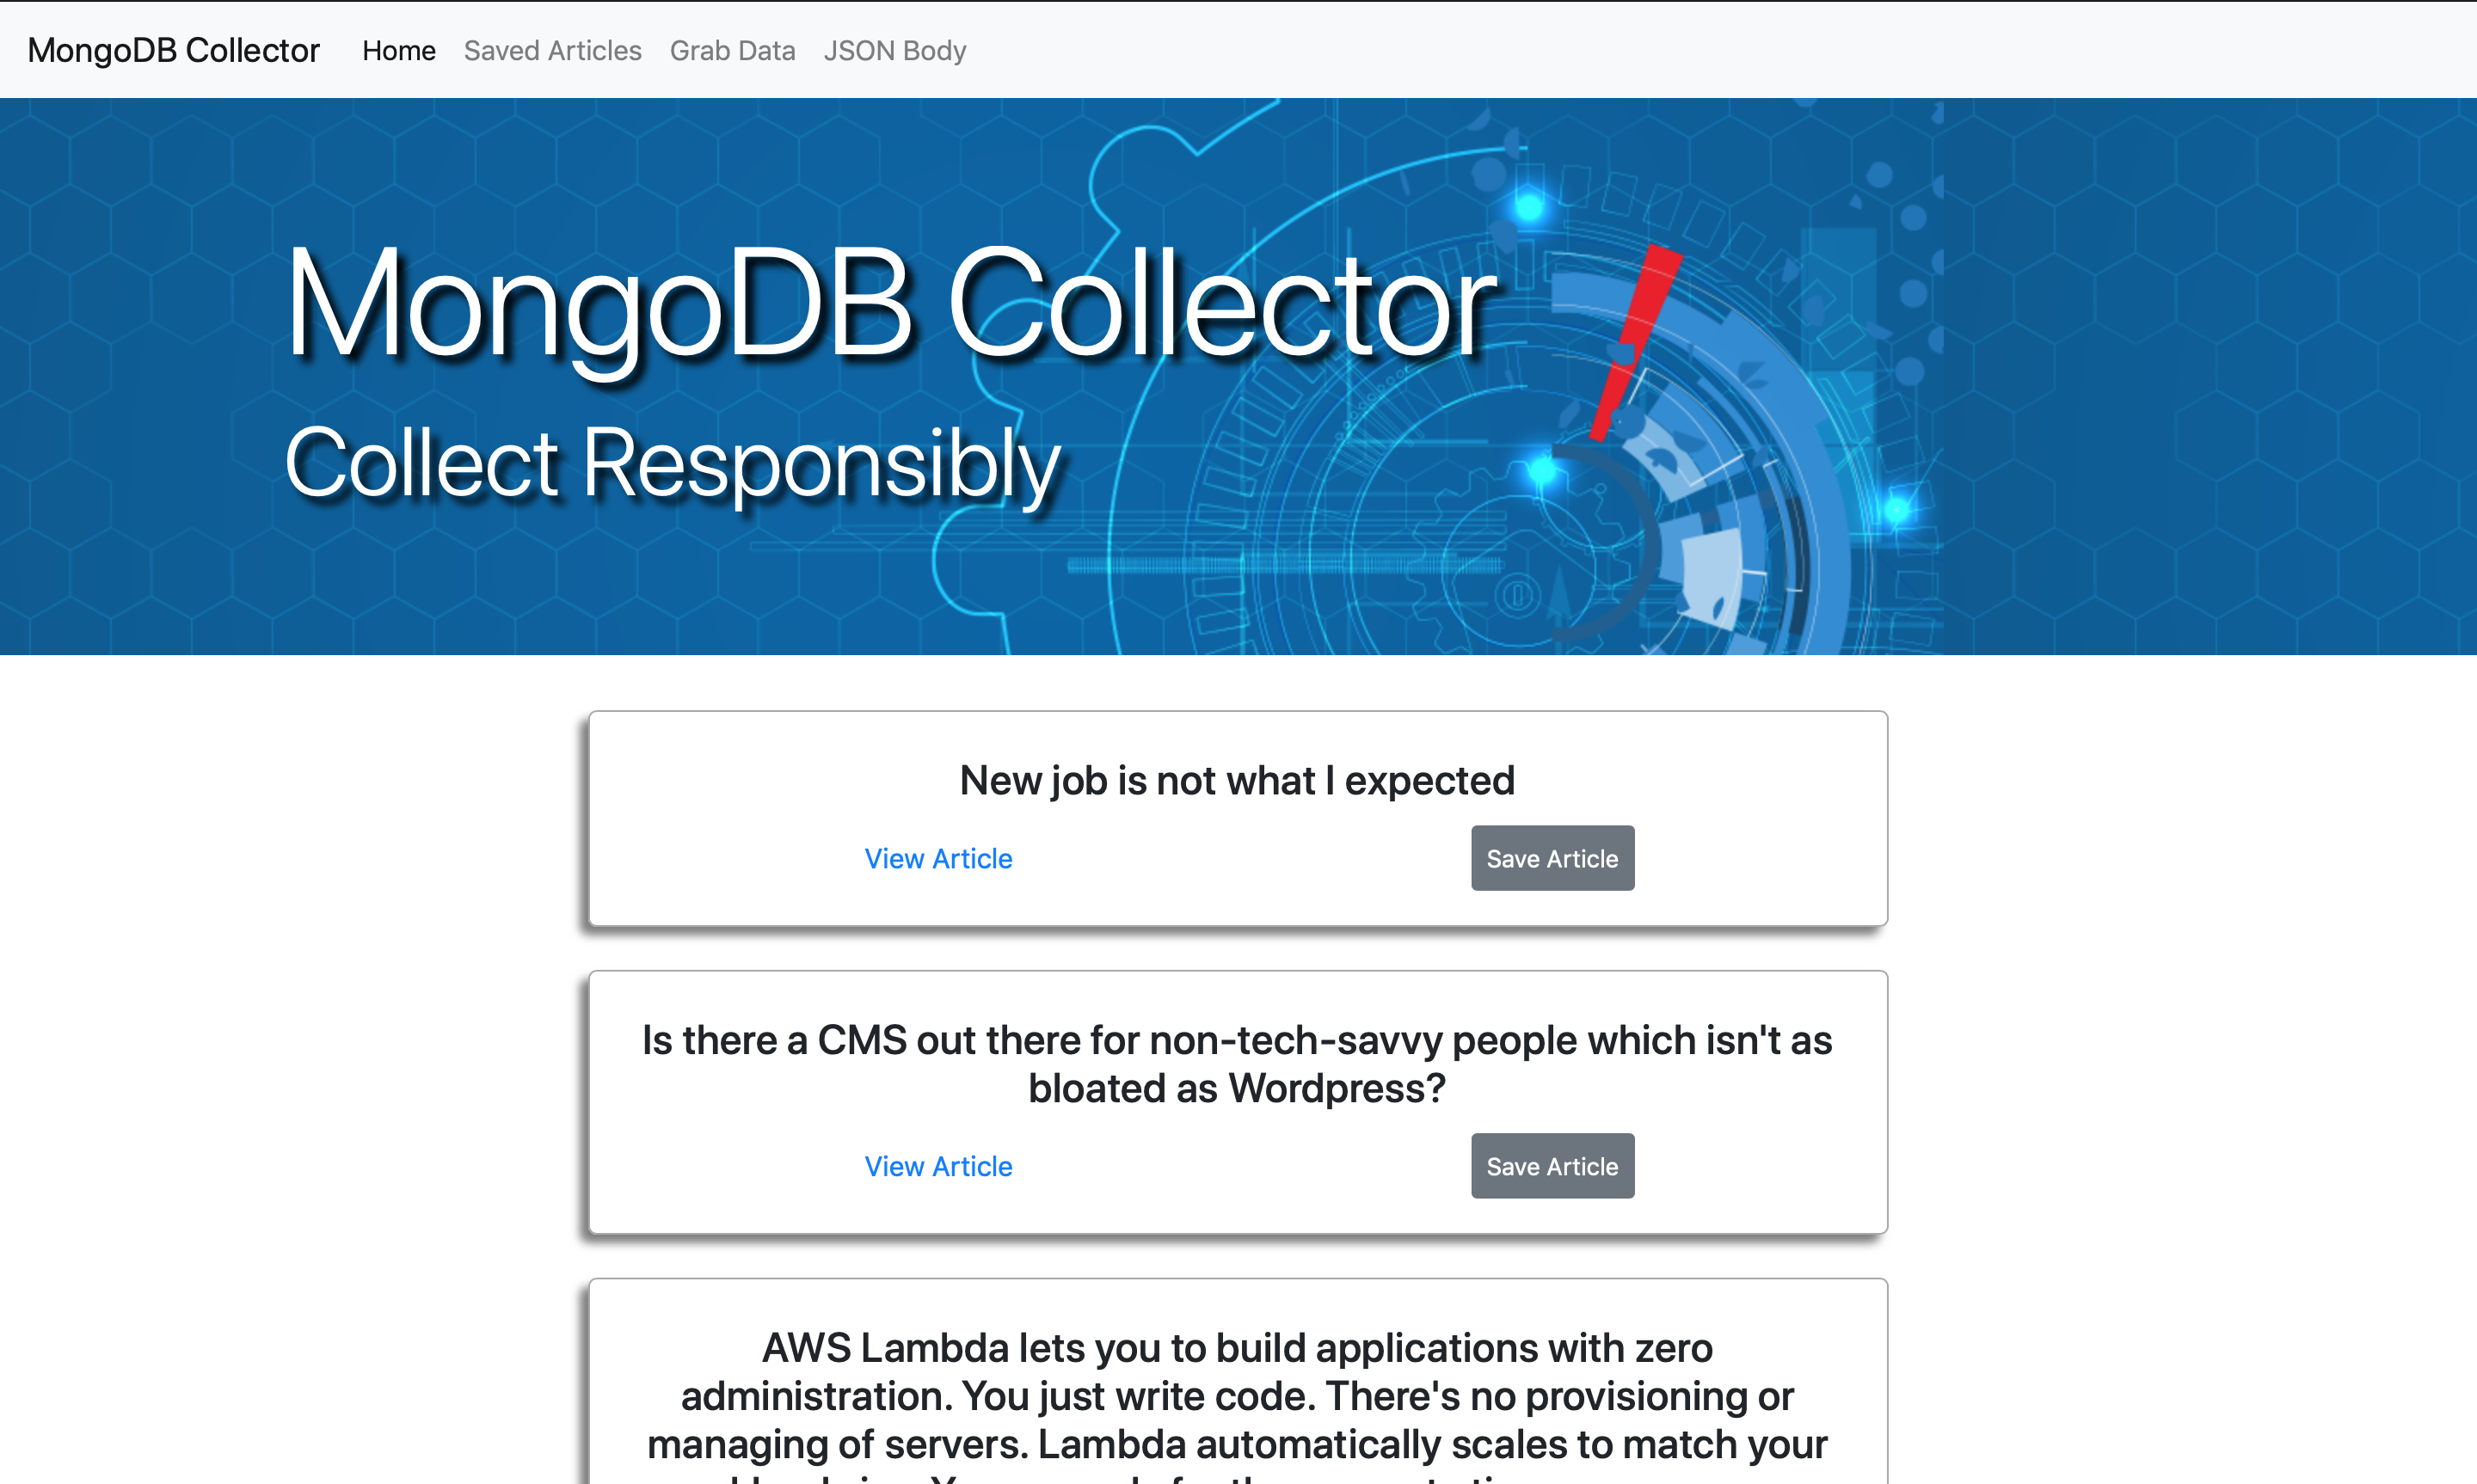 MongoDB Collector Home Saved Articles Grab Data JSON Body
MongoDB Collector
Collect Responsibly
New job is not what I expected
View Article Save Article
Is there a CMS out there for non-tech-savvy people which isn't as
bloated as Wordpress?
View Article Save Article
AWS Lambda lets you to build applications with zero
administration. You just write code. There's no provisioning or
managing of servers. Lambda automatically scales to match your